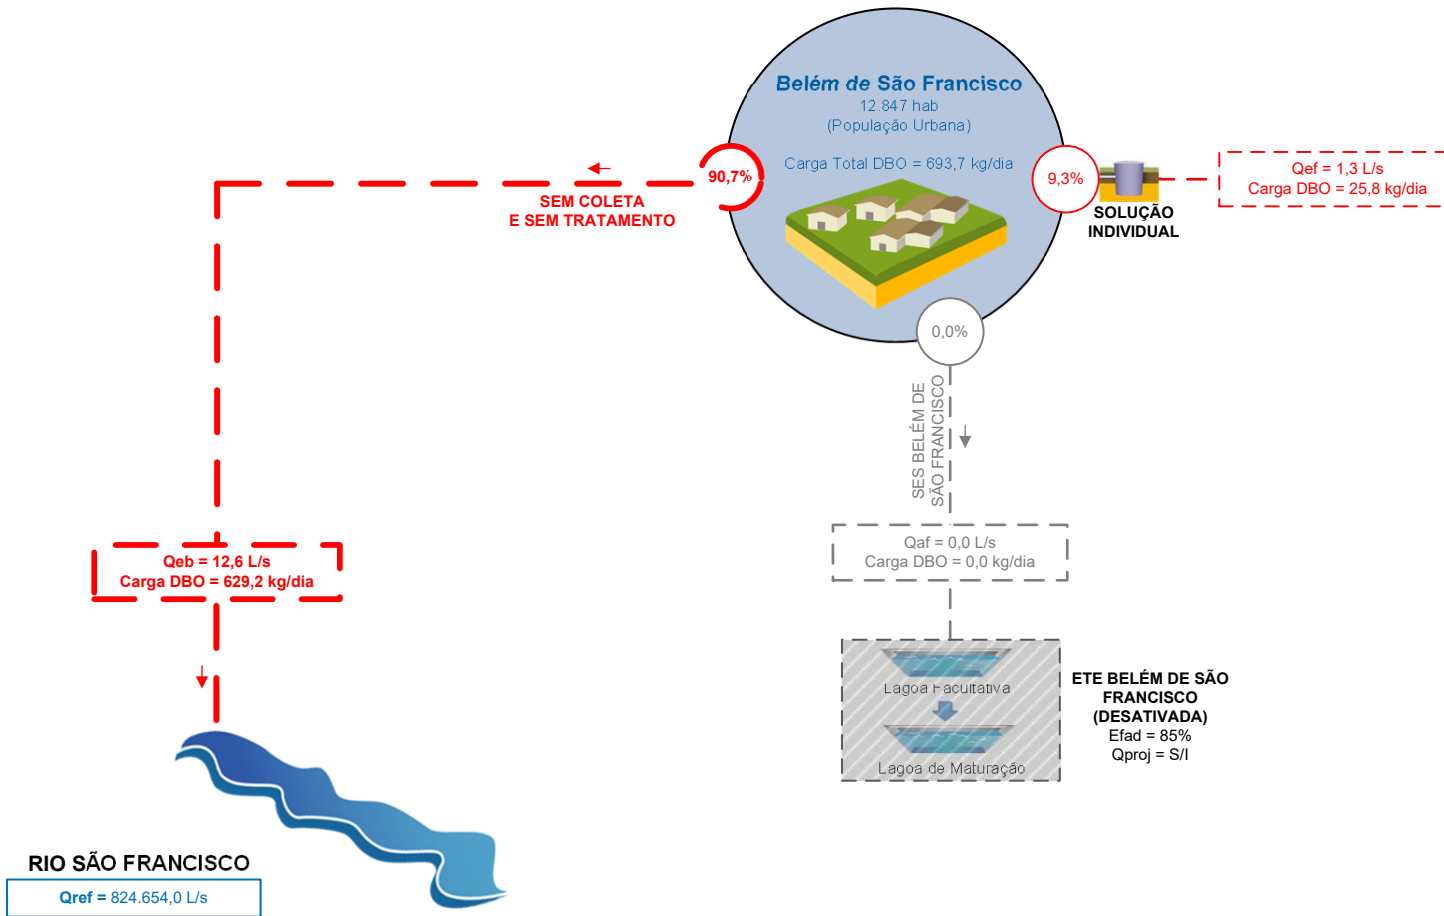 Belém de São Francisco
12.847 hab
(População Urbana)
Carga Total DBO = 693,7 kg/dia
90,7%
9,3%
SOLUÇÃO
INDIVIDUAL
Qef = 1,3 L/s
Carga DBO = 25,8 kg/dia
SEM COLETA
E SEM TRATAMENTO
0,0%
SES BELÉM DE
SÃO FRANCISCO
Qaf = 0,0 L/s
Carga DBO = 0,0 kg/dia
Qeb = 12,6 L/s
Carga DBO = 629,2 kg/dia
Lagoa Facultativa
Lagoa de Maturação
ETE BELÉM DE SÃO
FRANCISCO
(DESATIVADA)
Efad = 85%
Qproj = S/I
RIO SÃO FRANCISCO
Qref = 824.654,0 L/s